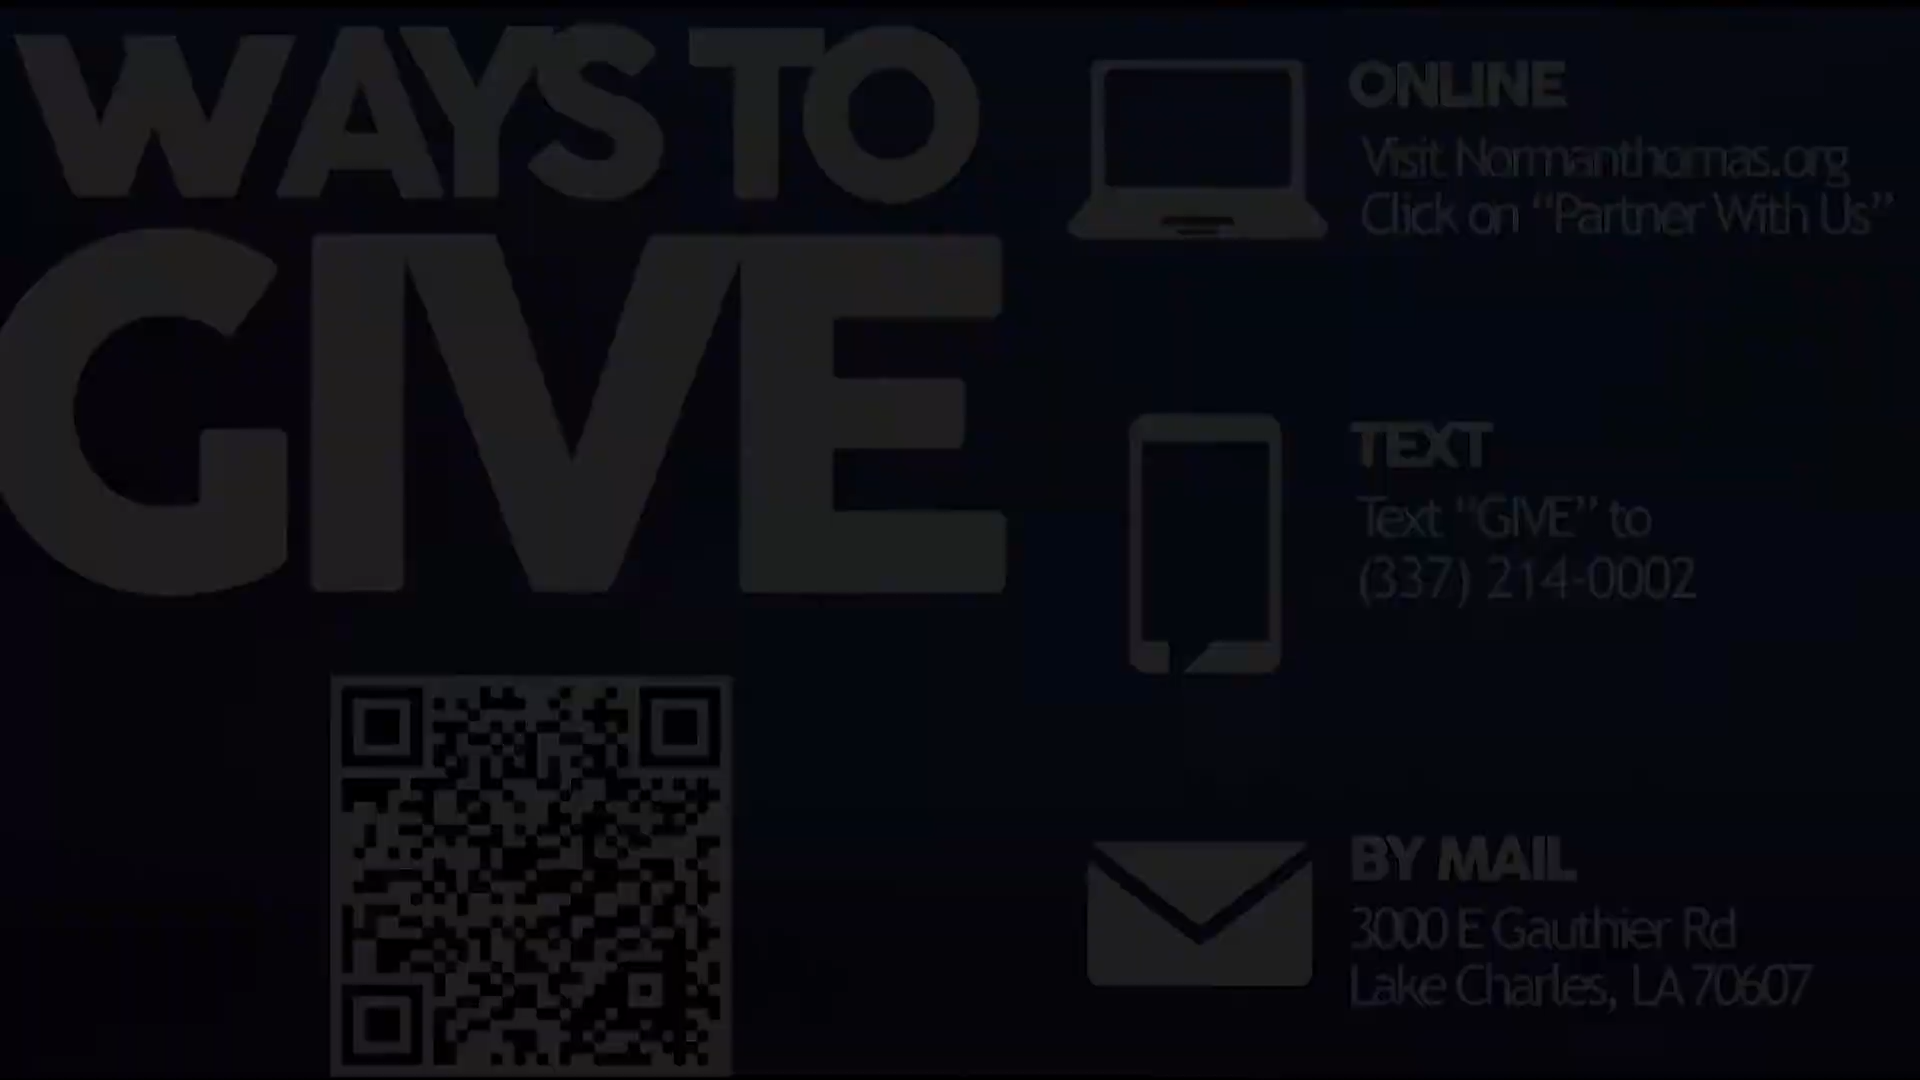 WAYS TO
GIVE
ONLINE
Visit Normanthomas.org
Click on “Partner With Us”
TEXT
Text “GIVE” to
(337) 214-0002
BY MAIL
3000 E Gauthier Rd
Lake Charles, LA 70607